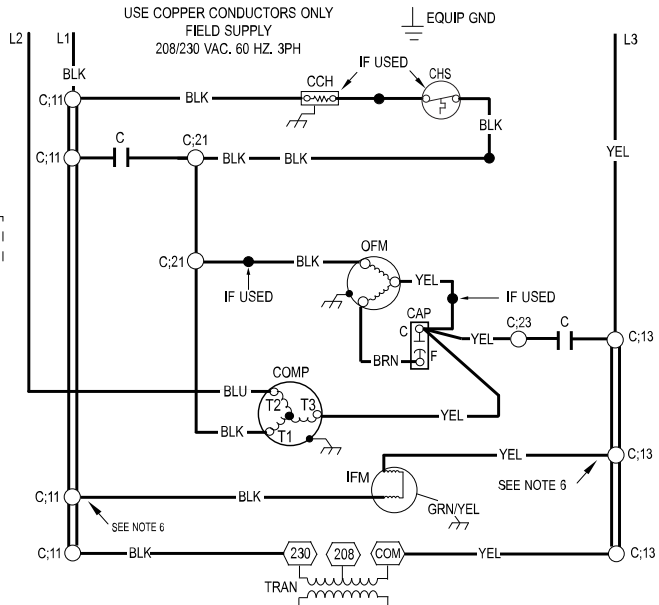 USE COPPER CONDUCTORS ONLY
FIELD SUPPLY
208/230 VAC. 60 HZ. 3PH
EQUIP GND
L2
L1
L3
BLK
IF USED
CCH
CHS
C;11
BLK
BLK
C;11
C
C;21
BLK
BLK
YEL
C;21
BLK
OFM
IF USED
YEL
IF USED
CAP
C
C;23
C
C;13
YEL
BRN
F
COMP
BLU
T2
T3
YEL
BLK
T1
YEL
C;13
IFM
SEE NOTE 6
C;11
BLK
GRN/YEL
SEE NOTE 6
C;11
BLK
230
208
COM
YEL
C;13
TRAN